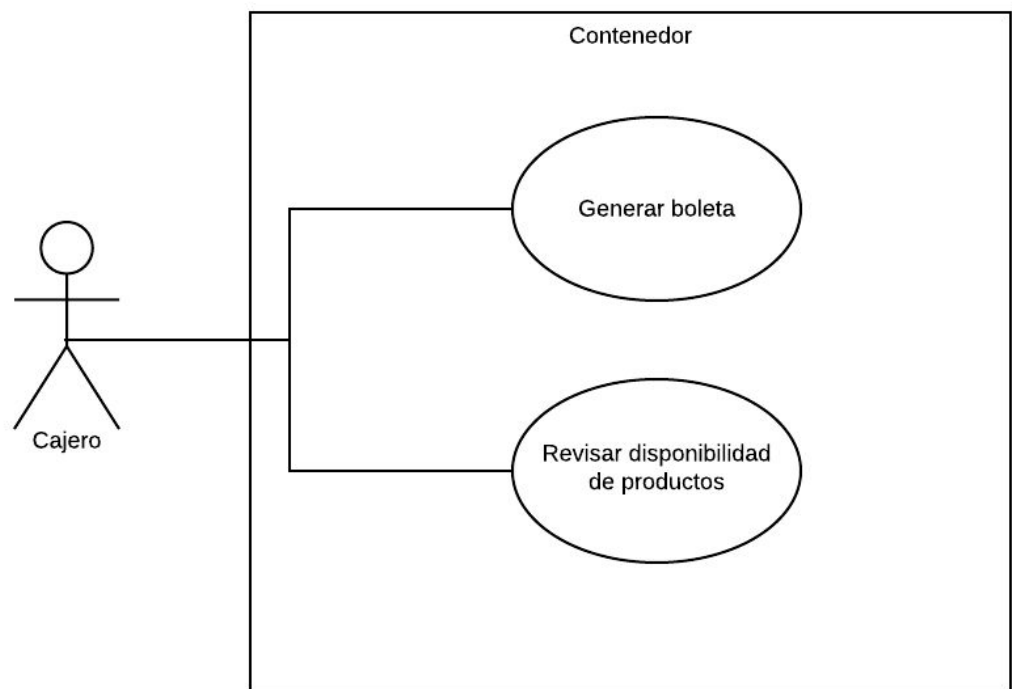 Contenedor
Generar boleta
Cajero
Revisar disponibilidad
de productos